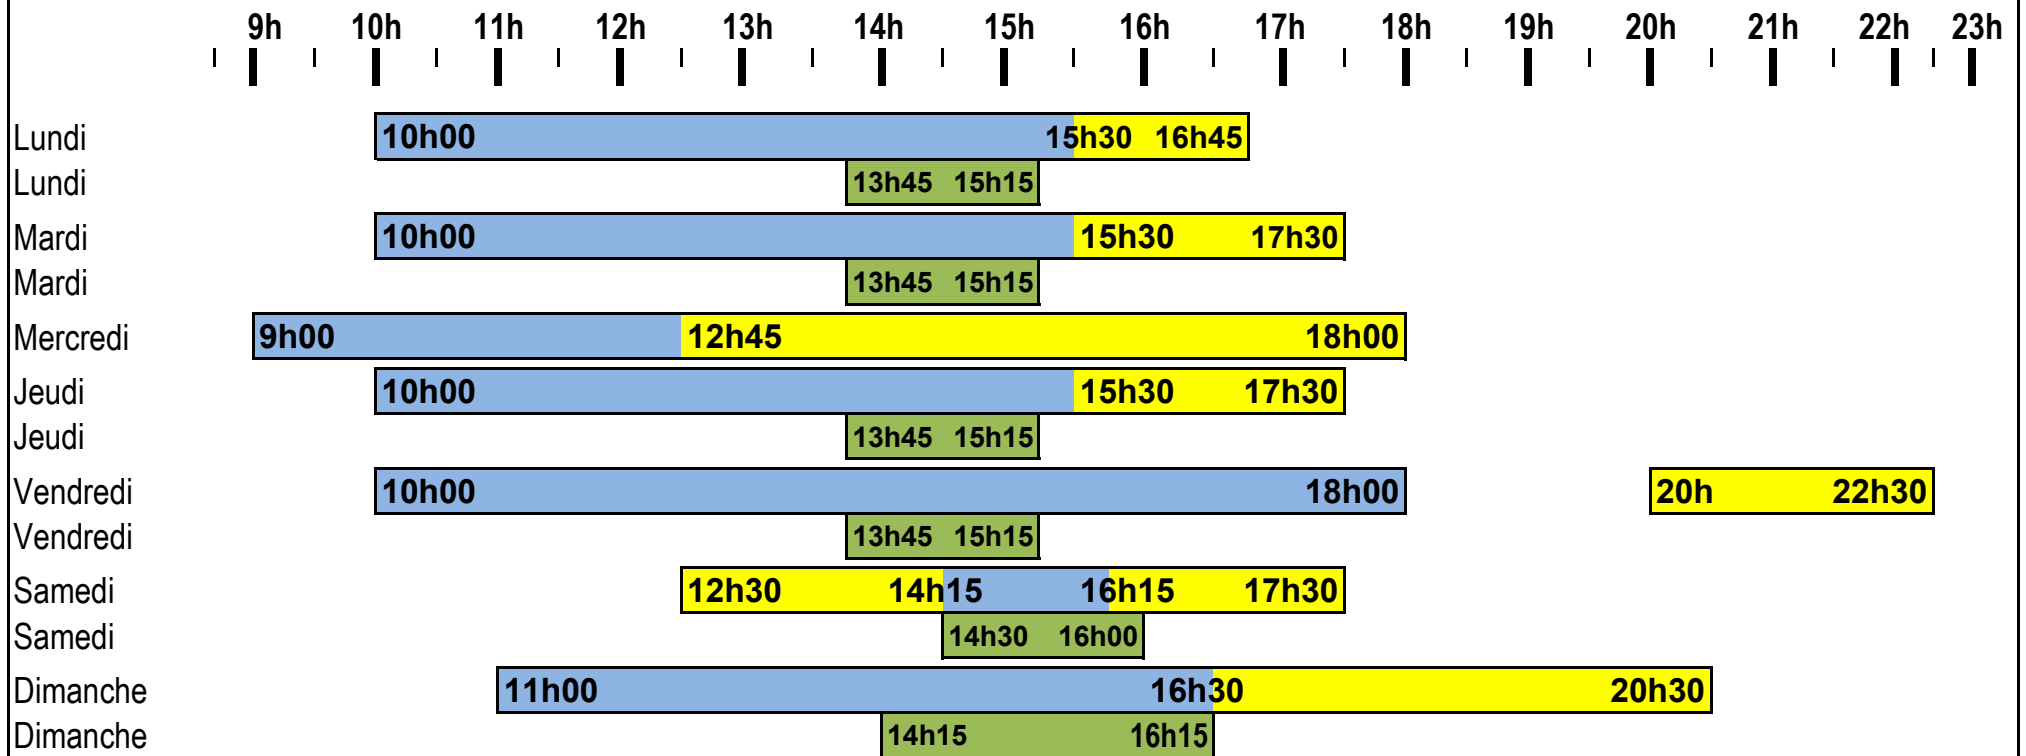 9h 10h 11h 12h 13h 14h 15h 16h 17h 18h 19h 20h 21h 22h 23h
Lundi 10h00 15h30 16h45
Lundi 13h45 15h15
Mardi 10h00 15h30 17h30
Mardi 13h45 15h15
Mercredi 9h00 12h45 18h00
Jeudi 10h00 15h30 17h30
Jeudi 13h45 15h15
Vendredi 10h00 18h00 20h 22h30
Vendredi 13h45 15h15
Samedi 12h30 14h15 16h15 17h30
Samedi 14h30 16h00
Dimanche 11h00 16h30 20h30
Dimanche 14h15 16h15